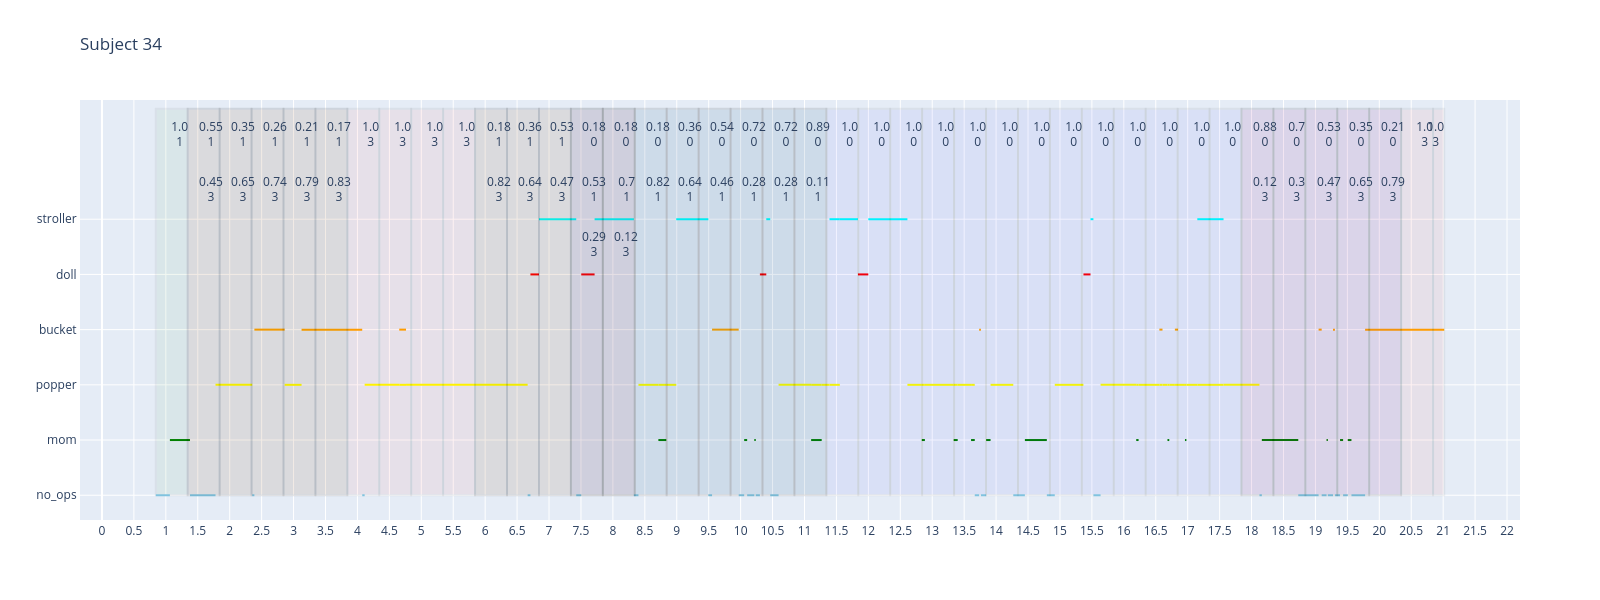 Subject 34
1.0 0.55 0.35 0.26 0.21 0.17 1.0 1.0 1.0 1.0 0.18 0.36 0.53 0.18 0.18 0.18 0.36 0.54 0.72 0.72 0.89 1.0 1.0 1.0 1.0 1.0 1.0 1.0 1.0 1.0 1.0 1.0 1.0 1.0 0.88 0.7 0.53 0.35 0.21 1.0 1.0
1 1 1 1 1 1 3 3 3 3 1 1 1 0 0 0 0 0 0 0 0 0 0 0 0 0 0 0 0 0 0 0 0 0 0 0 0 0 0 3 3
0.45 0.65 0.74 0.79 0.83 0.82 0.64 0.47 0.53 0.7 0.82 0.64 0.46 0.28 0.28 0.11 0.12 0.3 0.47 0.65 0.79
3 3 3 3 3 3 3 3 1 1 1 1 1 1 1 1 3 3 3 3 3
stroller
0.29 0.12
3 3
doll
bucket
popper
mom
no_ops
0 0.5 1 1.5 2 2.5 3 3.5 4 4.5 5 5.5 6 6.5 7 7.5 8 8.5 9 9.5 10 10.5 11 11.5 12 12.5 13 13.5 14 14.5 15 15.5 16 16.5 17 17.5 18 18.5 19 19.5 20 20.5 21 21.5 22